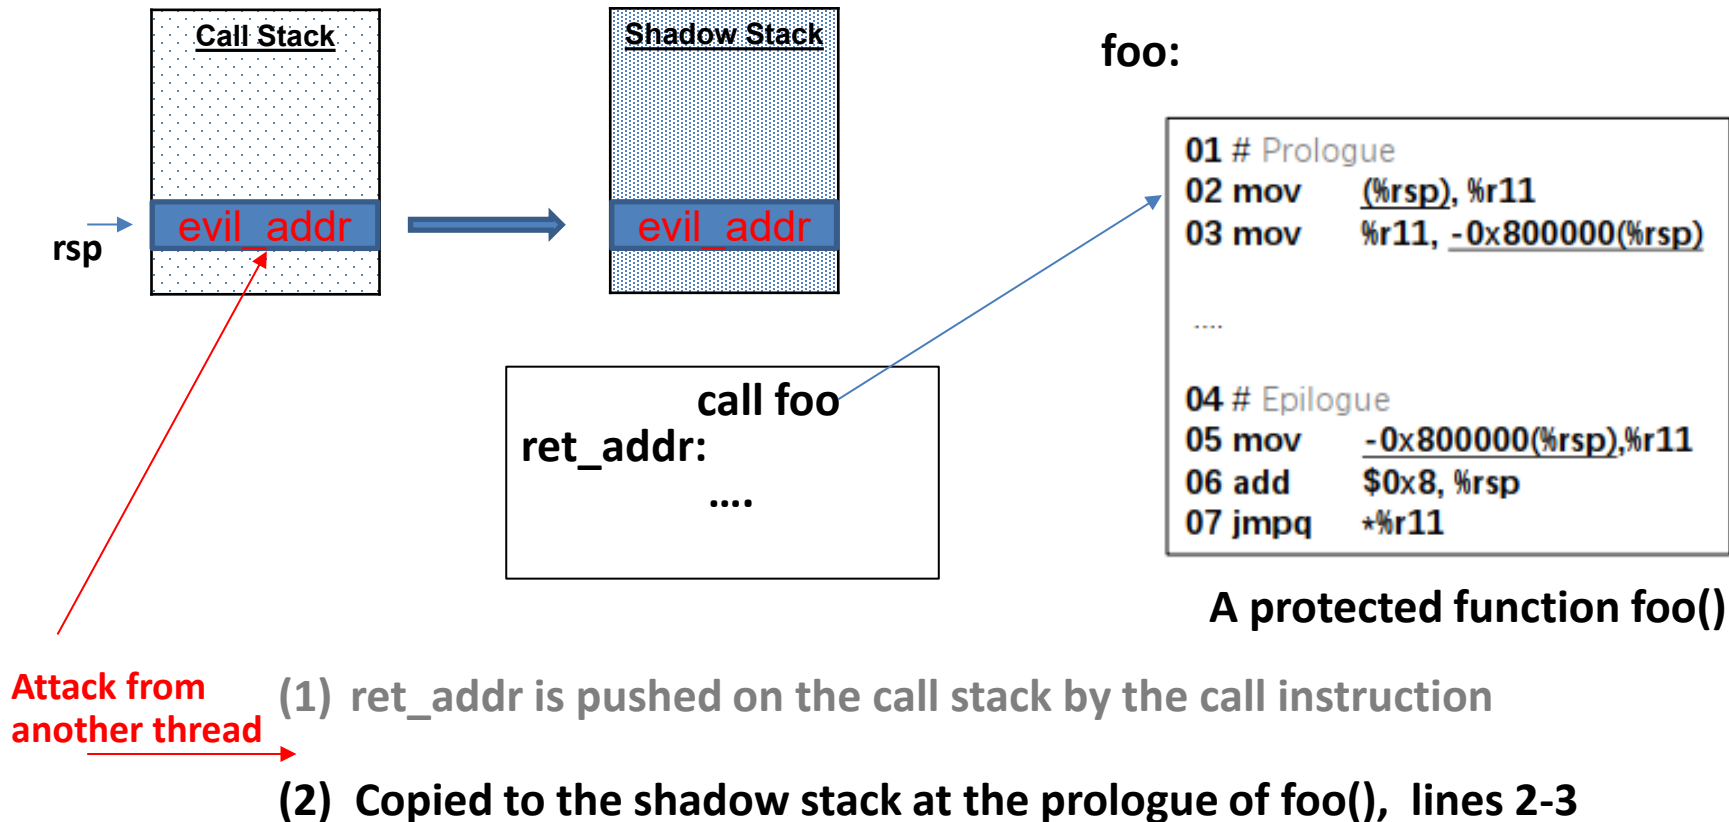 Call Stack
Shadow Stack
foo:
evil_addr
evil_addr
rsp
01 # Prologue
02 mov (%rsp), %r11
03 mov %r11, -0x800000(%rsp)
....
04 # Epilogue
05 mov -0x800000(%rsp),%r11
06 add $0x8, %rsp
07 jmpq *%r11
call foo
ret_addr:
....
A protected function foo()
Attack from
another thread
(1) ret_addr is pushed on the call stack by the call instruction
(2) Copied to the shadow stack at the prologue of foo(), lines 2-3